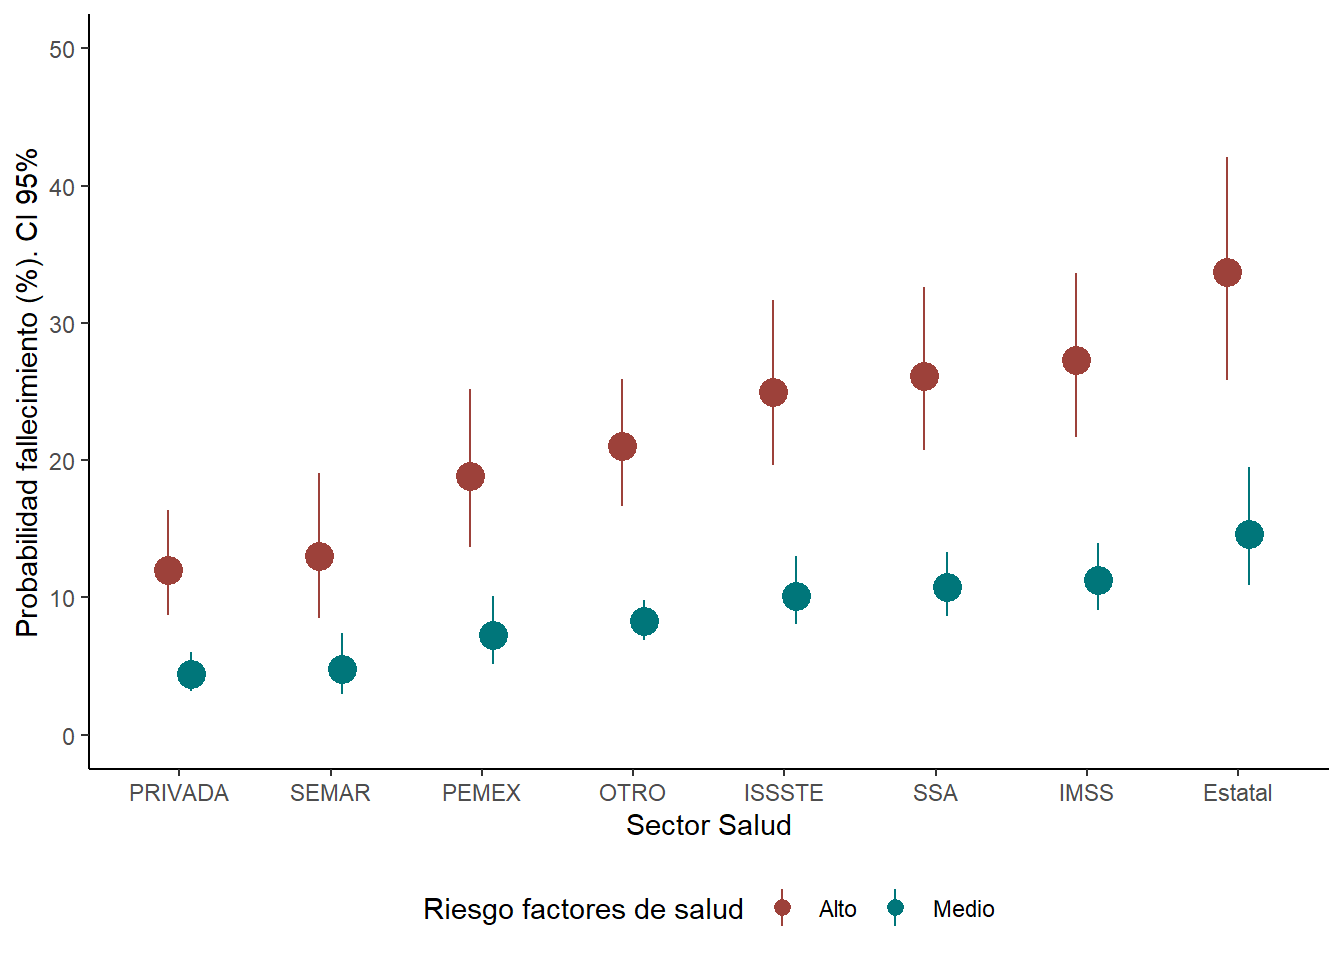 Probabilidad fallecimiento (%). CI 95%
50
40
30
20
10
0
PRIVADA SEMAR PEMEX OTRO ISSSTE SSA IMSS Estatal
Sector Salud
Riesgo factores de salud Alto Medio